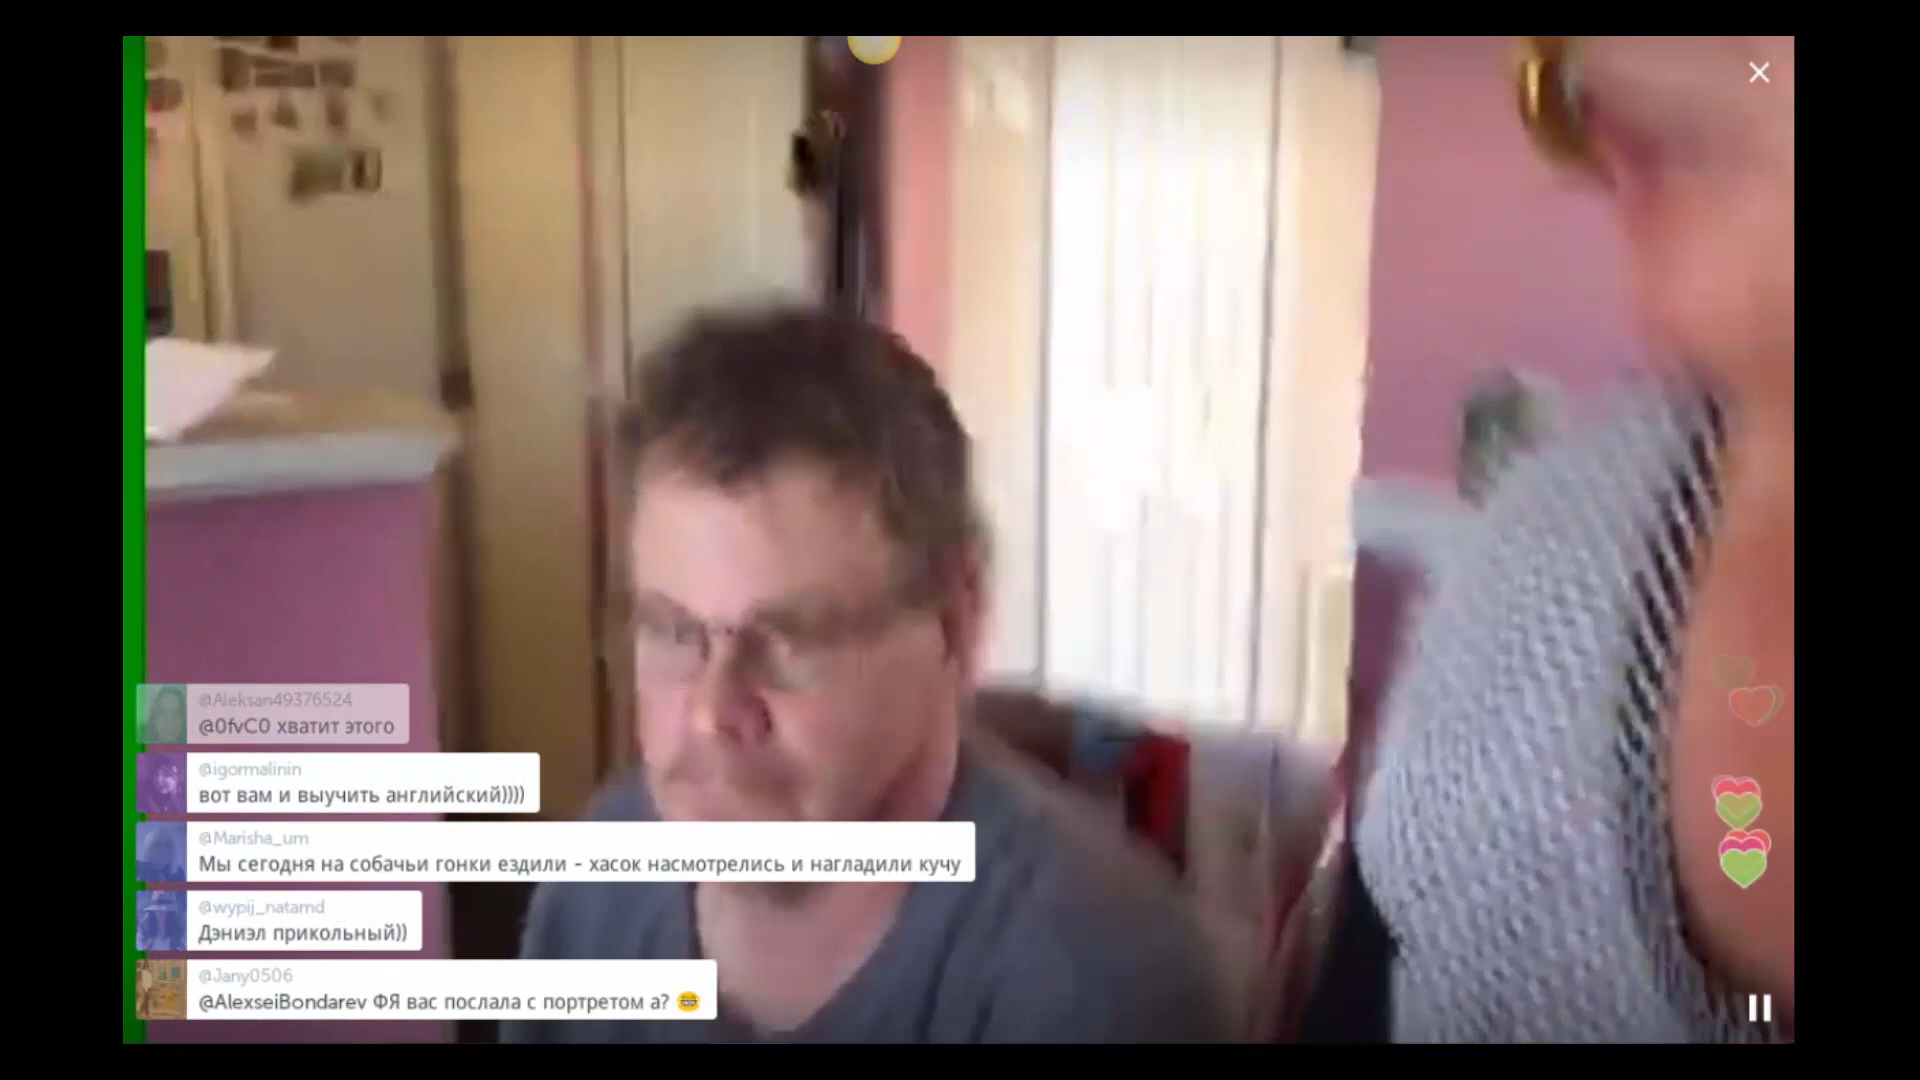 @Aleksan49376524
@0fvC0 хватит этого
@igormalinin
вот вам и выучить английский))))
@Marisha_um
Мы сегодня на собачьи гонки ездили - хасок насмотрелись и нагладили кучу
@wypij_natamd
Дэниэл прикольный))
@Jany0506
@AlexseiBondarev ФЯ вас послала с портретом а? 🤓